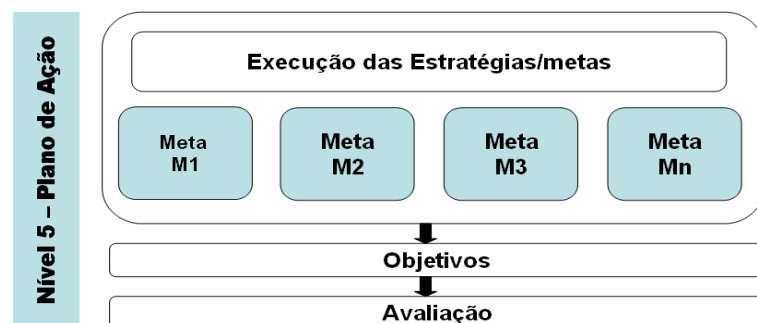 Nível 5 – Plano de Ação
Execução das Estratégias/metas
Meta
M1
Meta
M2
Meta
M3
Meta
Mn
Objetivos
Avaliação